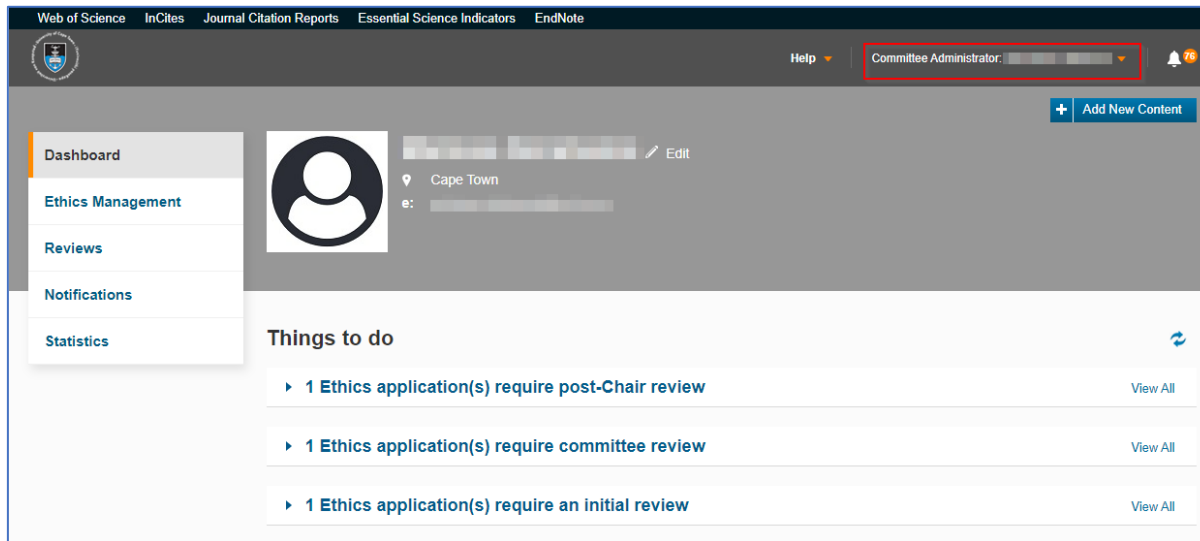 Web of Science InCites Journal Citation Reports Essential Science Indicators EndNote
Help Committee Administrator: 76
+ Add New Content
Dashboard
Edit
Cape Town
Ethics Management
e:
Reviews
Notifications
Statistics
Things to do
1 Ethics application(s) require post-Chair review View All
1 Ethics application(s) require committee review View All
1 Ethics application(s) require an initial review View All